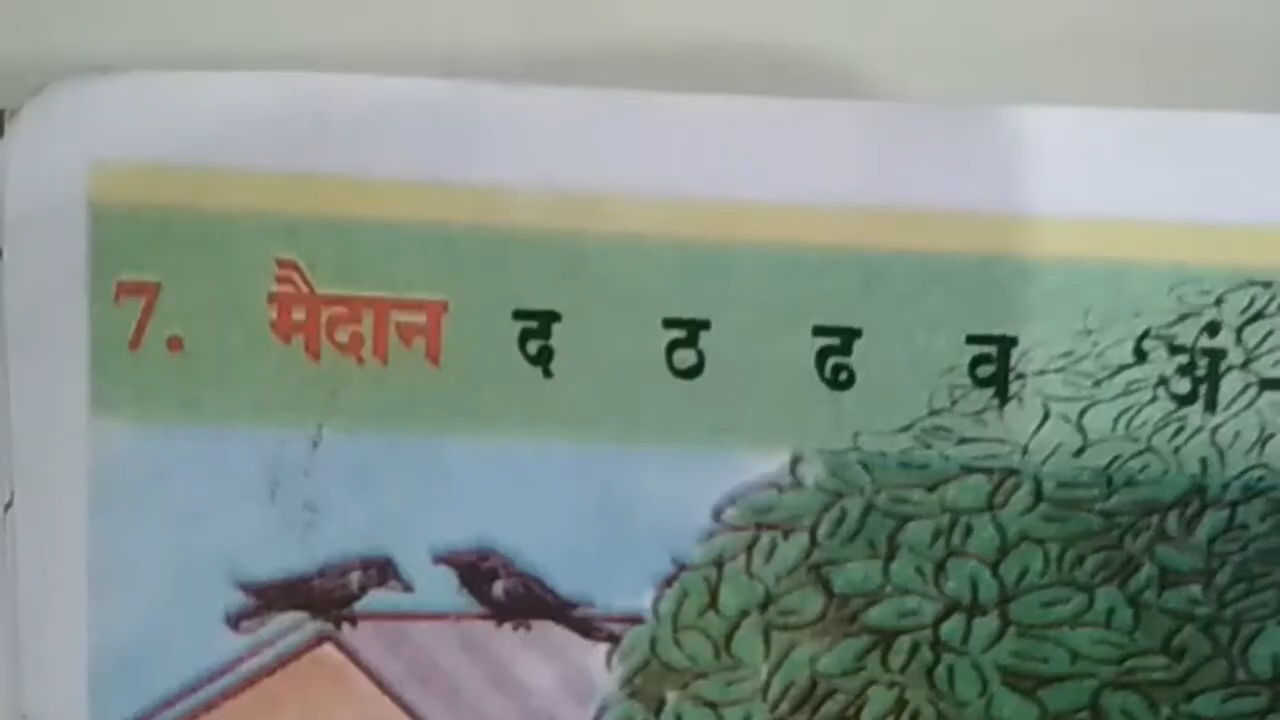 7. मैदान द ठ ढ व ‘अं -